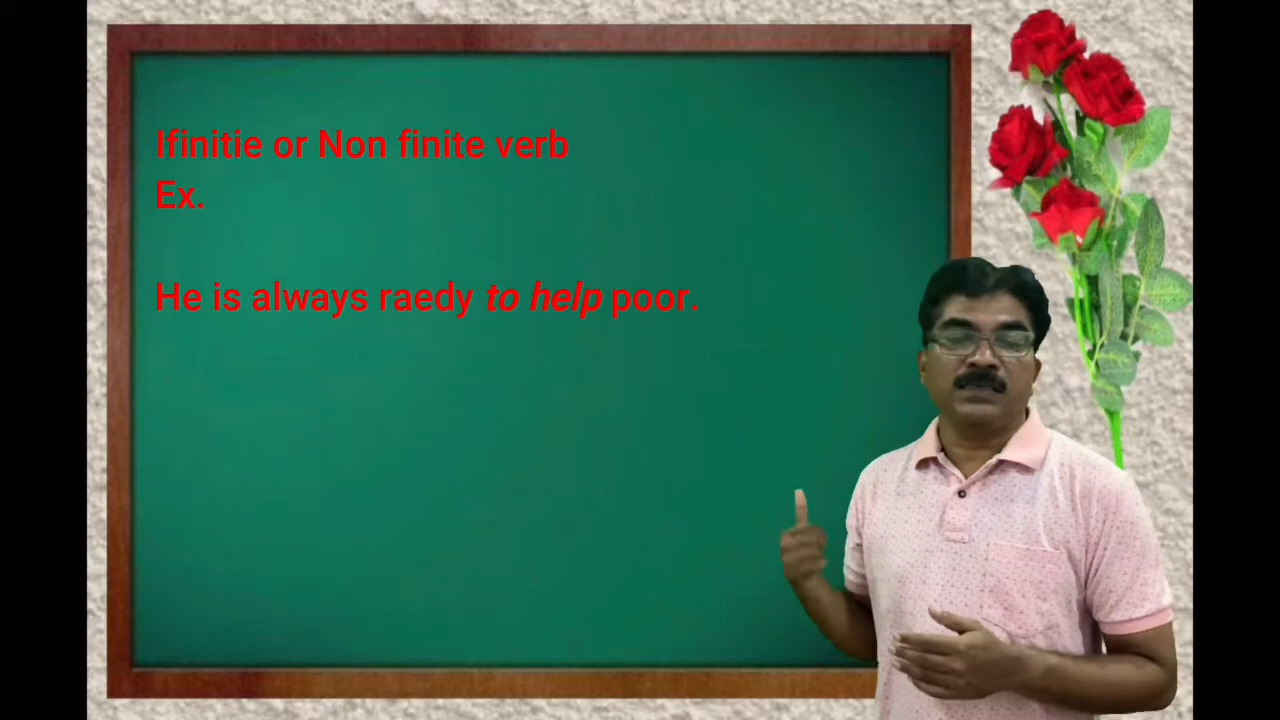 Ifinitie or Non finite verb
Ex.
He is always raedy to help poor.